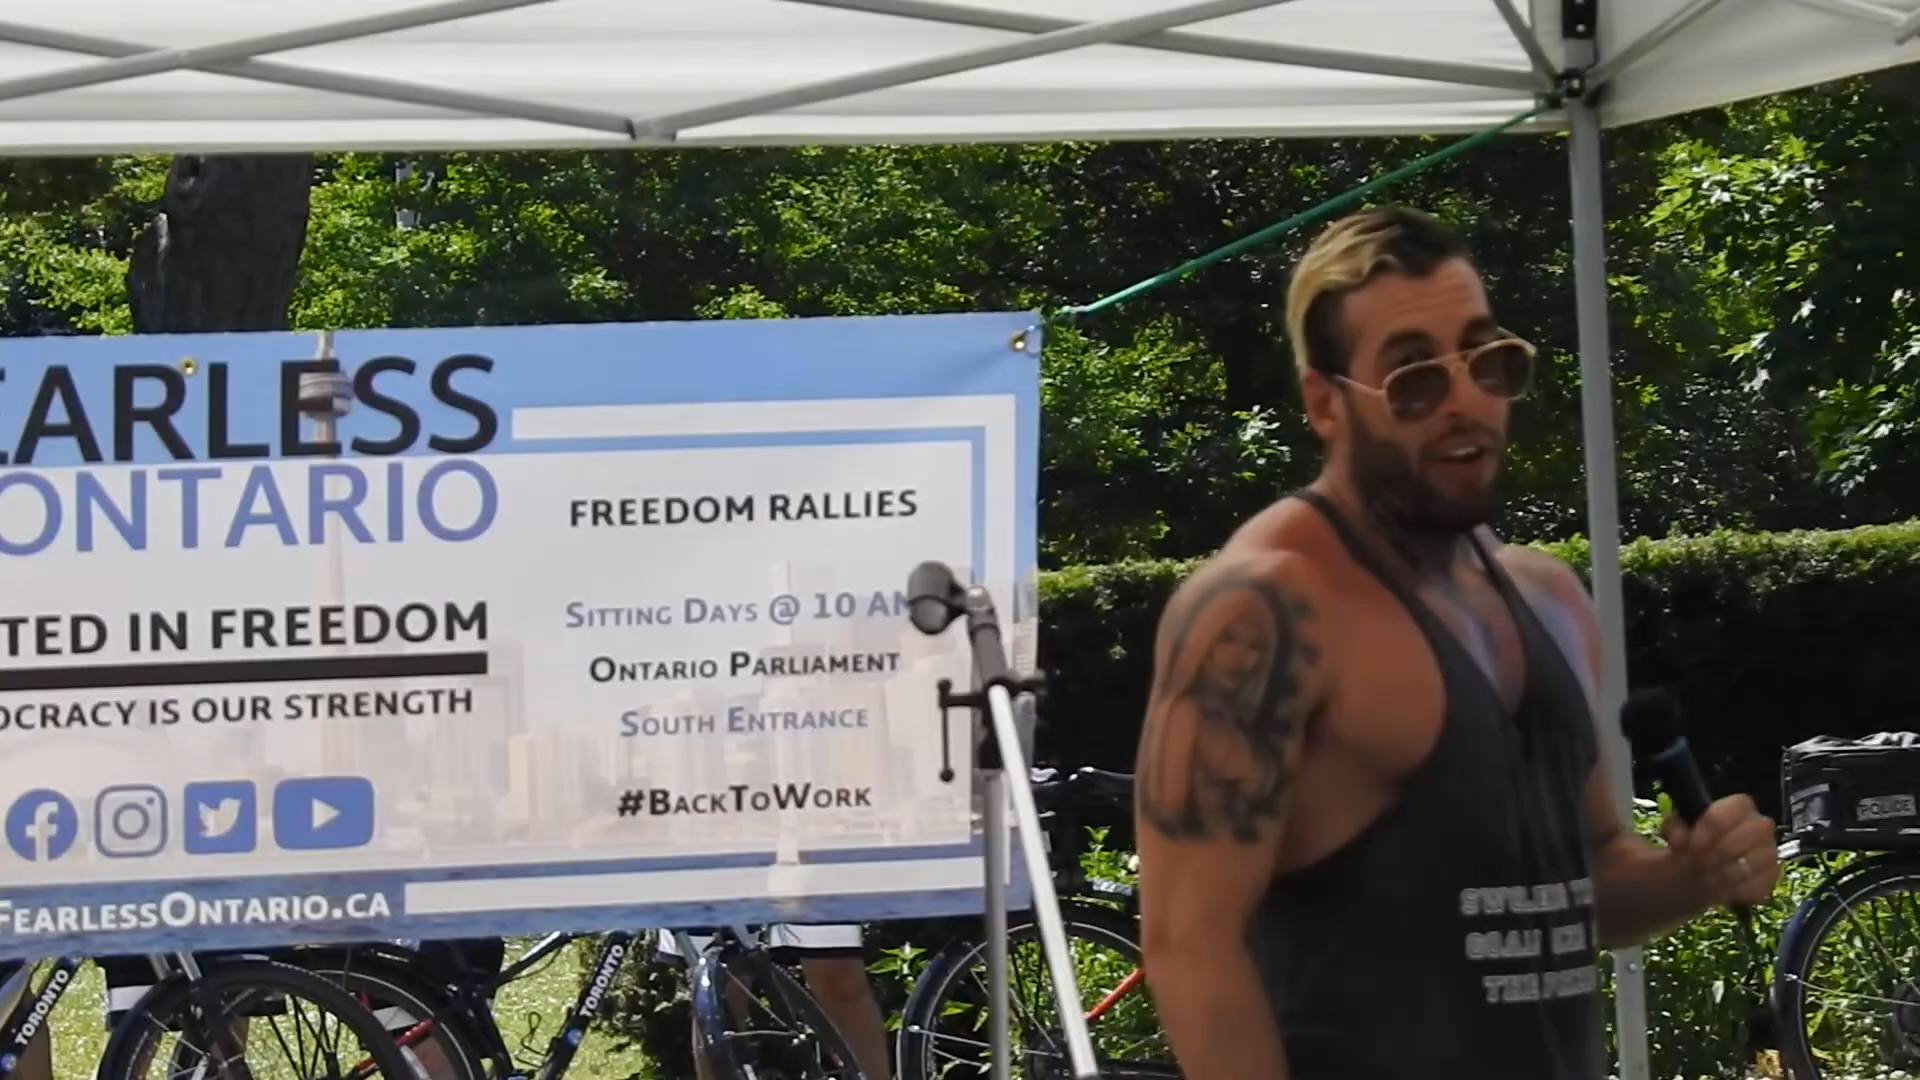 EARLESS
ONTARIO
TED IN FREEDOM
OCRACY IS OUR STRENGTH
FEARLESSONTARIO.CA
FREEDOM RALLIES
SITTING DAYS @ 10 AM
ONTARIO PARLIAMENT
SOUTH ENTRANCE
#BACKTOWORK
TORONTO
TORONTO
POLICE